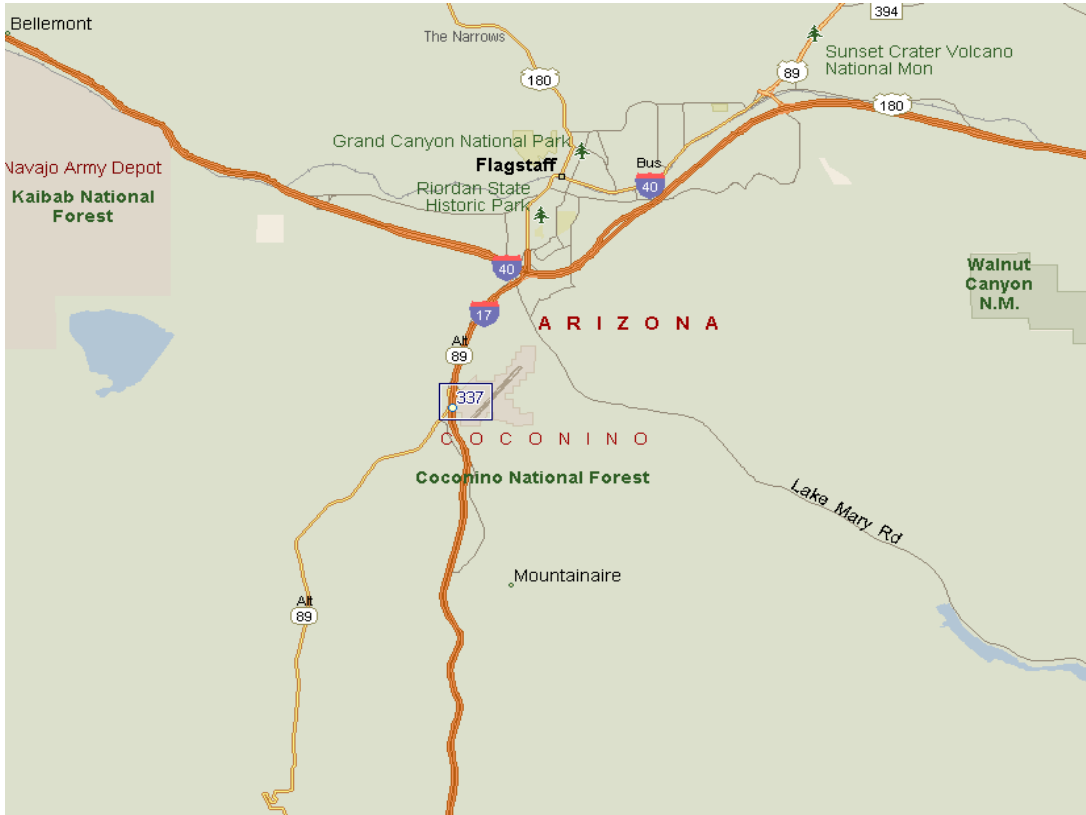 394
Bellemont
The Narrows
Sunset Crater Volcano
National Mon
89
180
180
Grand Canyon National Park
Flagstaff
Bus
40
Navajo Army Depot
Kaibab National
Forest
Riordan State
Historic Park
40
Walnut
Canyon
N.M.
17
ARIZONA
Alt
89
337
COCONINO
Coconino National Forest
Lake Mary Rd
Mountainaire
Alt
89